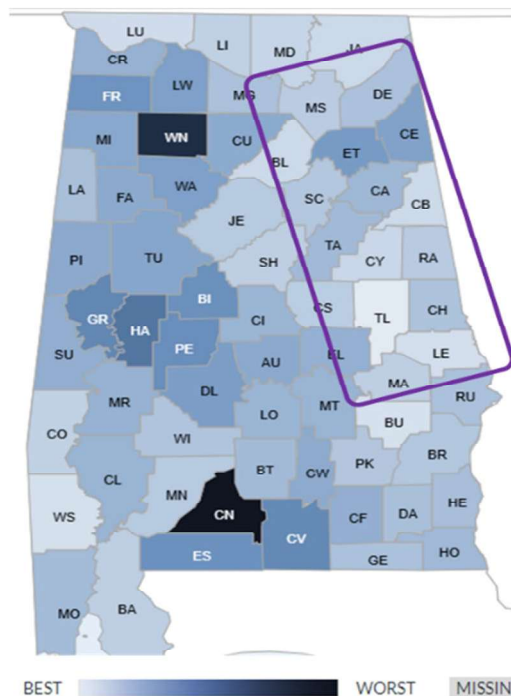 LU LI MD JA
CR
FR LW MG MS DE
MI WN CU BL ET CE
LA FA WA SC CA CB
JE
PI TU SH TA CY RA
GR HA BI CI CS TL CH
SU PE AU EL LE
MR DL LO MT MA RU
CO WI BU
CL BT CW PK BR
WS MN CN CF DA HE
ES CV GE HO
MO BA
BEST WORST MISSIN